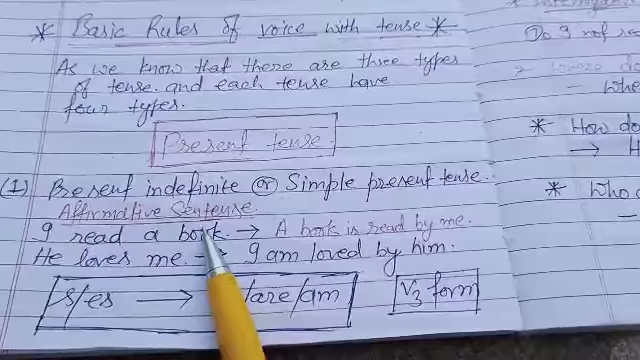 * Basic Rules of voice with tense *
As we know that there are three types
of tense and each tense have
four types.
Present tense
(1) Present indefinite or Simple present tense.
Affirmative Sentense
I read a book. → A book is read by me.
He loves me → I am loved by him.
s/es → /are/am
V3 form
Do I not
* How do
→
* Who